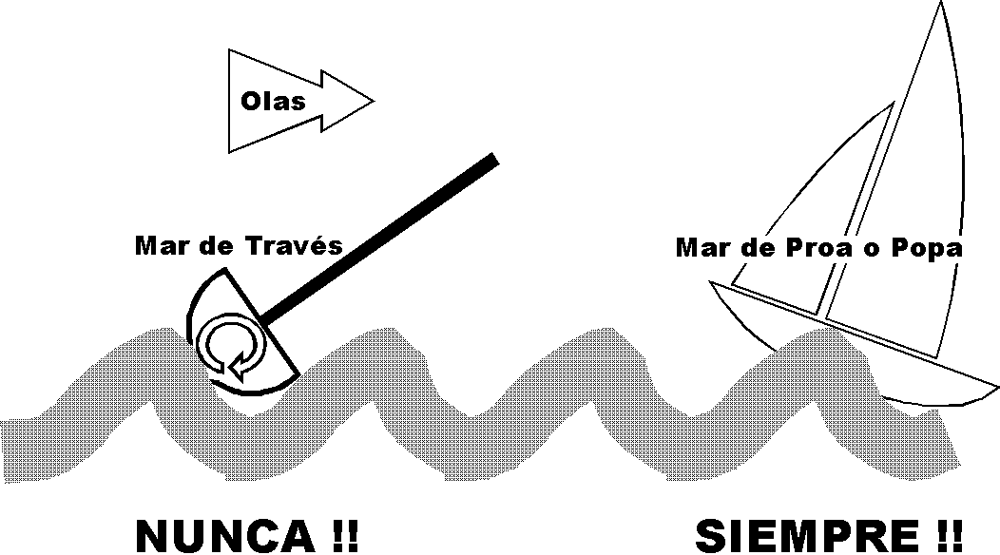 Olas
Mar de Través
Mar de Proa o Popa
NUNCA !!
SIEMPRE !!